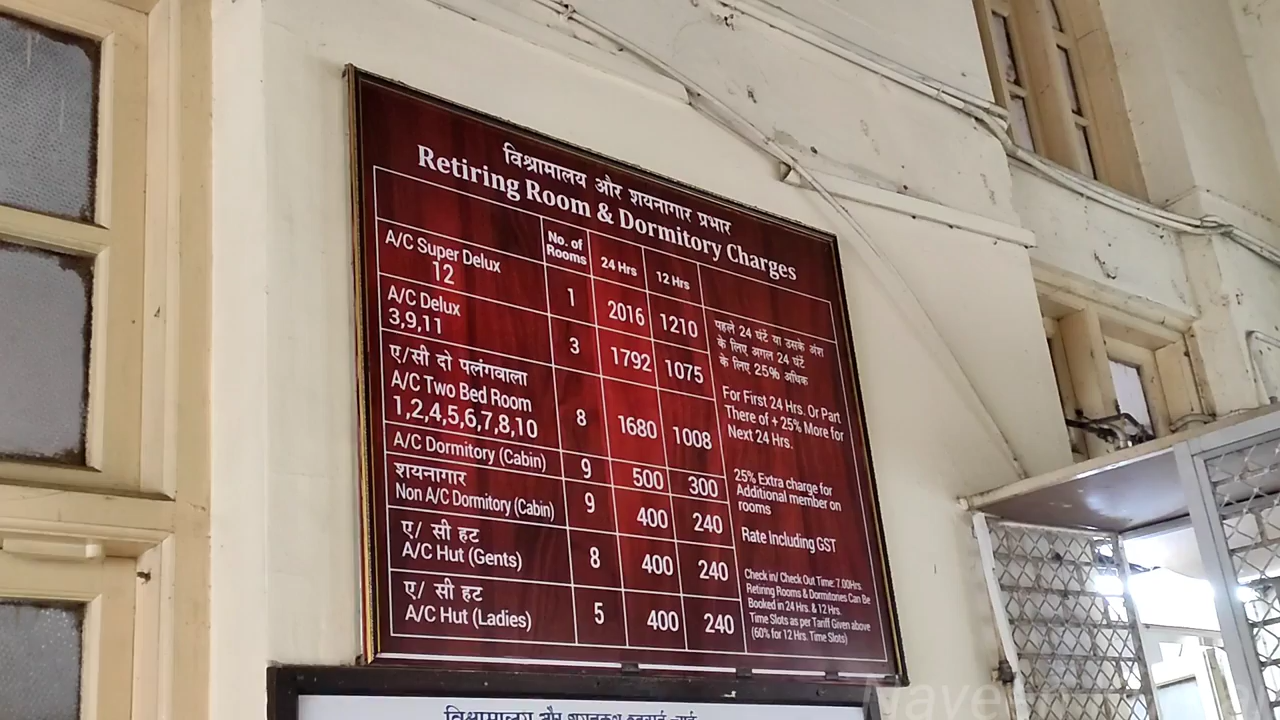 विश्रामालय और शयनागार प्रभार
Retiring Room & Dormitory Charges
No. of Rooms 24 Hrs 12 Hrs
A/C Super Delux
12 1 2016 1210
A/C Delux
3,9,11 3 1792 1075
ए/सी दो पलंगवाला
A/C Two Bed Room
1,2,4,5,6,7,8,10 8 1680 1008
A/C Dormitory (Cabin) 9 500 300
शयनागार
Non A/C Dormitory (Cabin) 9 400 240
ए/ सी हट
A/C Hut (Gents) 8 400 240
ए/ सी हट
A/C Hut (Ladies) 5 400 240
पहले 24 घंटें या उसके अंश
के लिए अगल 24 घंटें
के लिए 25% अधिक
For First 24 Hrs. Or Part
There of + 25% More for
Next 24 Hrs.
25% Extra charge for
Additional member on
rooms
Rate Including GST
Check in/ Check Out Time: 7.00Hrs.
Retiring Rooms & Dormitories Can Be
Booked in 24 Hrs. & 12 Hrs.
Time Slots as per Tariff Given above
(60% for 12 Hrs. Time Slots)